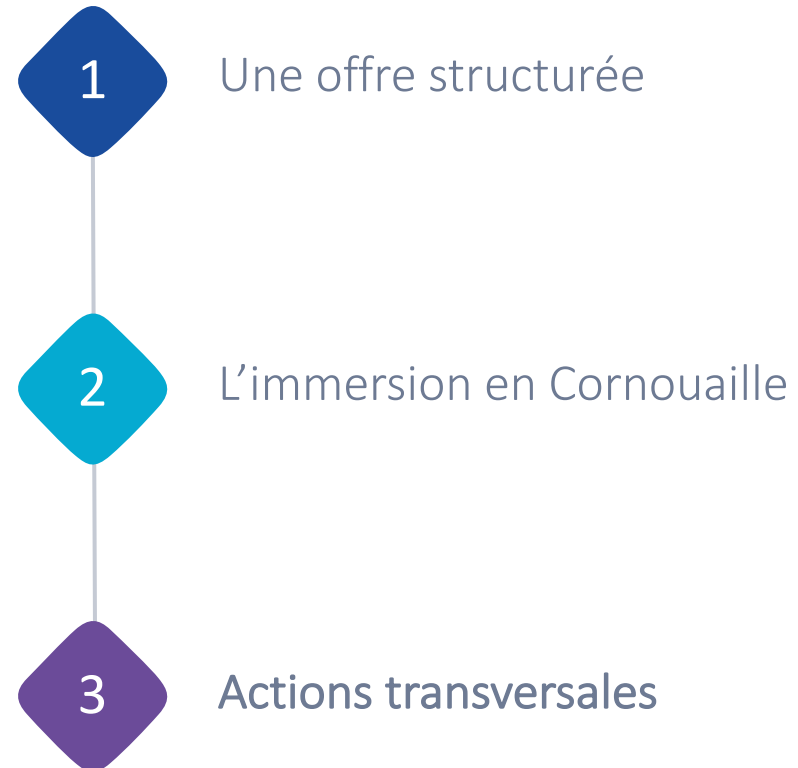 1
Une offre structurée
2
L’immersion en Cornouaille
3
Actions transversales